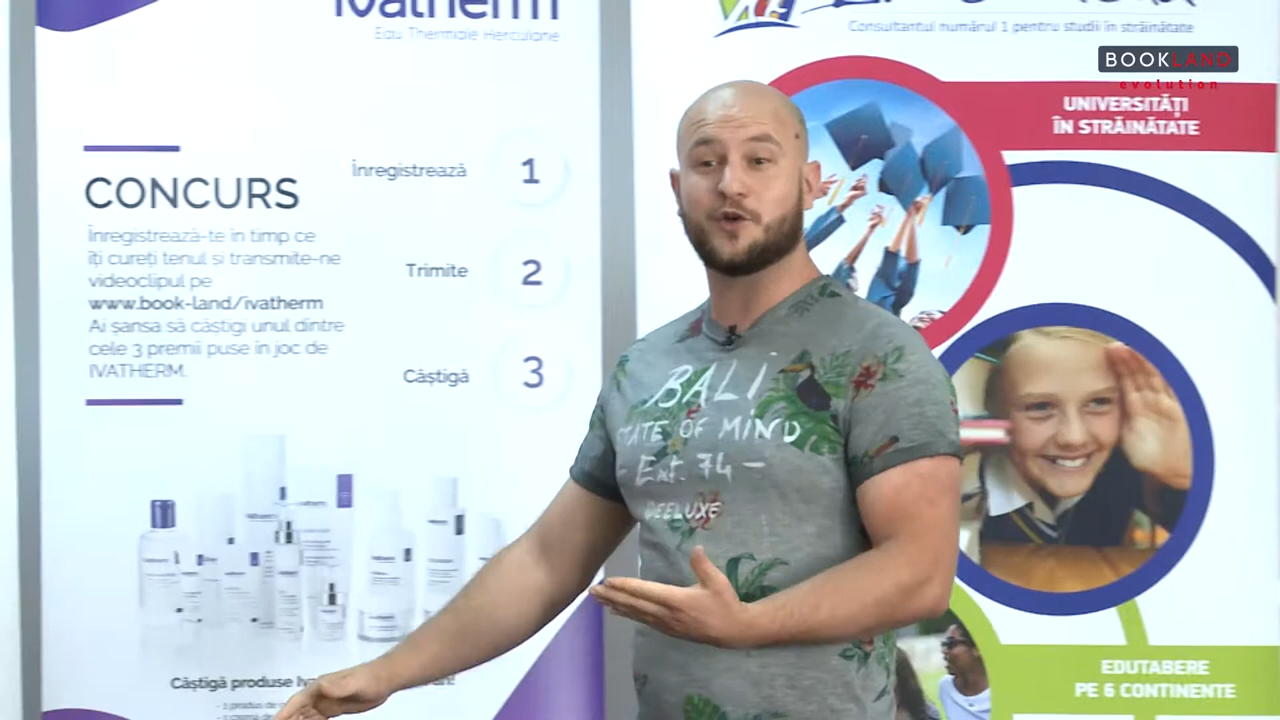 ivatherm
Eau Thermale Herculane
CONCURS
Înregistrează-te în timp ce
îți cureți tenul și transmite-ne
videoclipul pe
www.book-land/ivatherm
Ai șansa să câștigi unul dintre
cele 3 premii puse în joc de
IVATHERM.
Înregistrează 1
Trimite 2
Câștigă 3
Câștigă produse
Consultantul numărul 1 pentru studii în străinătate
BOOKLAND
evolution
UNIVERSITĂȚI
ÎN STRĂINĂTATE
BALI
STATE OF MIND
- Est. 74 -
DEELUXE
EDUTABERE
PE 6 CONTINENTE